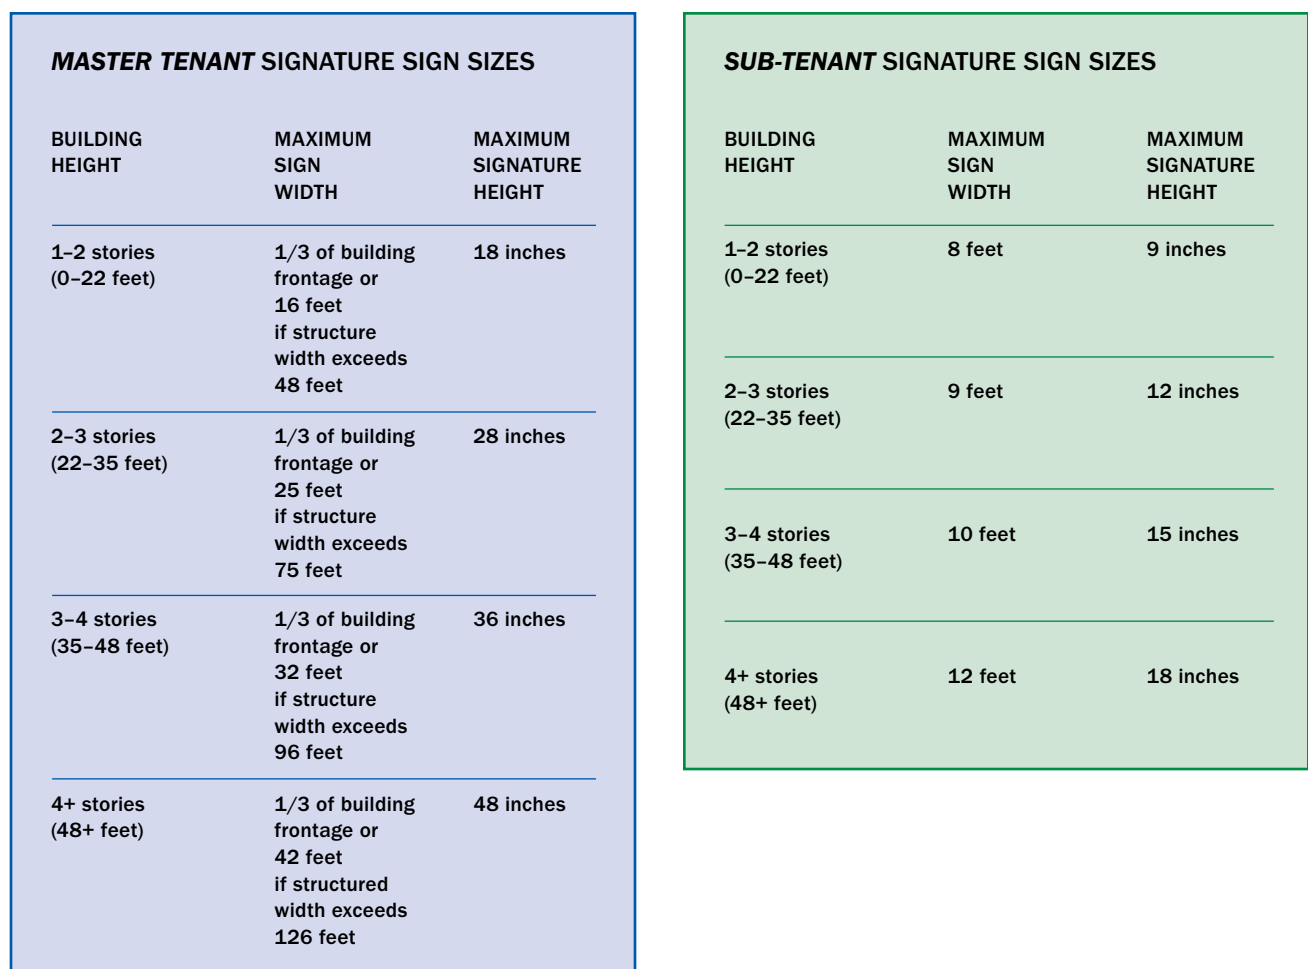 MASTER TENANT SIGNATURE SIGN SIZES
BUILDING
HEIGHT
MAXIMUM
SIGN
WIDTH
MAXIMUM
SIGNATURE
HEIGHT
1–2 stories
(0–22 feet)
1/3 of building
frontage or
16 feet
if structure
width exceeds
48 feet
18 inches
2–3 stories
(22–35 feet)
1/3 of building
frontage or
25 feet
if structure
width exceeds
75 feet
28 inches
3–4 stories
(35–48 feet)
1/3 of building
frontage or
32 feet
if structure
width exceeds
96 feet
36 inches
4+ stories
(48+ feet)
1/3 of building
frontage or
42 feet
if structured
width exceeds
126 feet
48 inches
SUB-TENANT SIGNATURE SIGN SIZES
BUILDING
HEIGHT
MAXIMUM
SIGN
WIDTH
MAXIMUM
SIGNATURE
HEIGHT
1–2 stories
(0–22 feet)
8 feet
9 inches
2–3 stories
(22–35 feet)
9 feet
12 inches
3–4 stories
(35–48 feet)
10 feet
15 inches
4+ stories
(48+ feet)
12 feet
18 inches